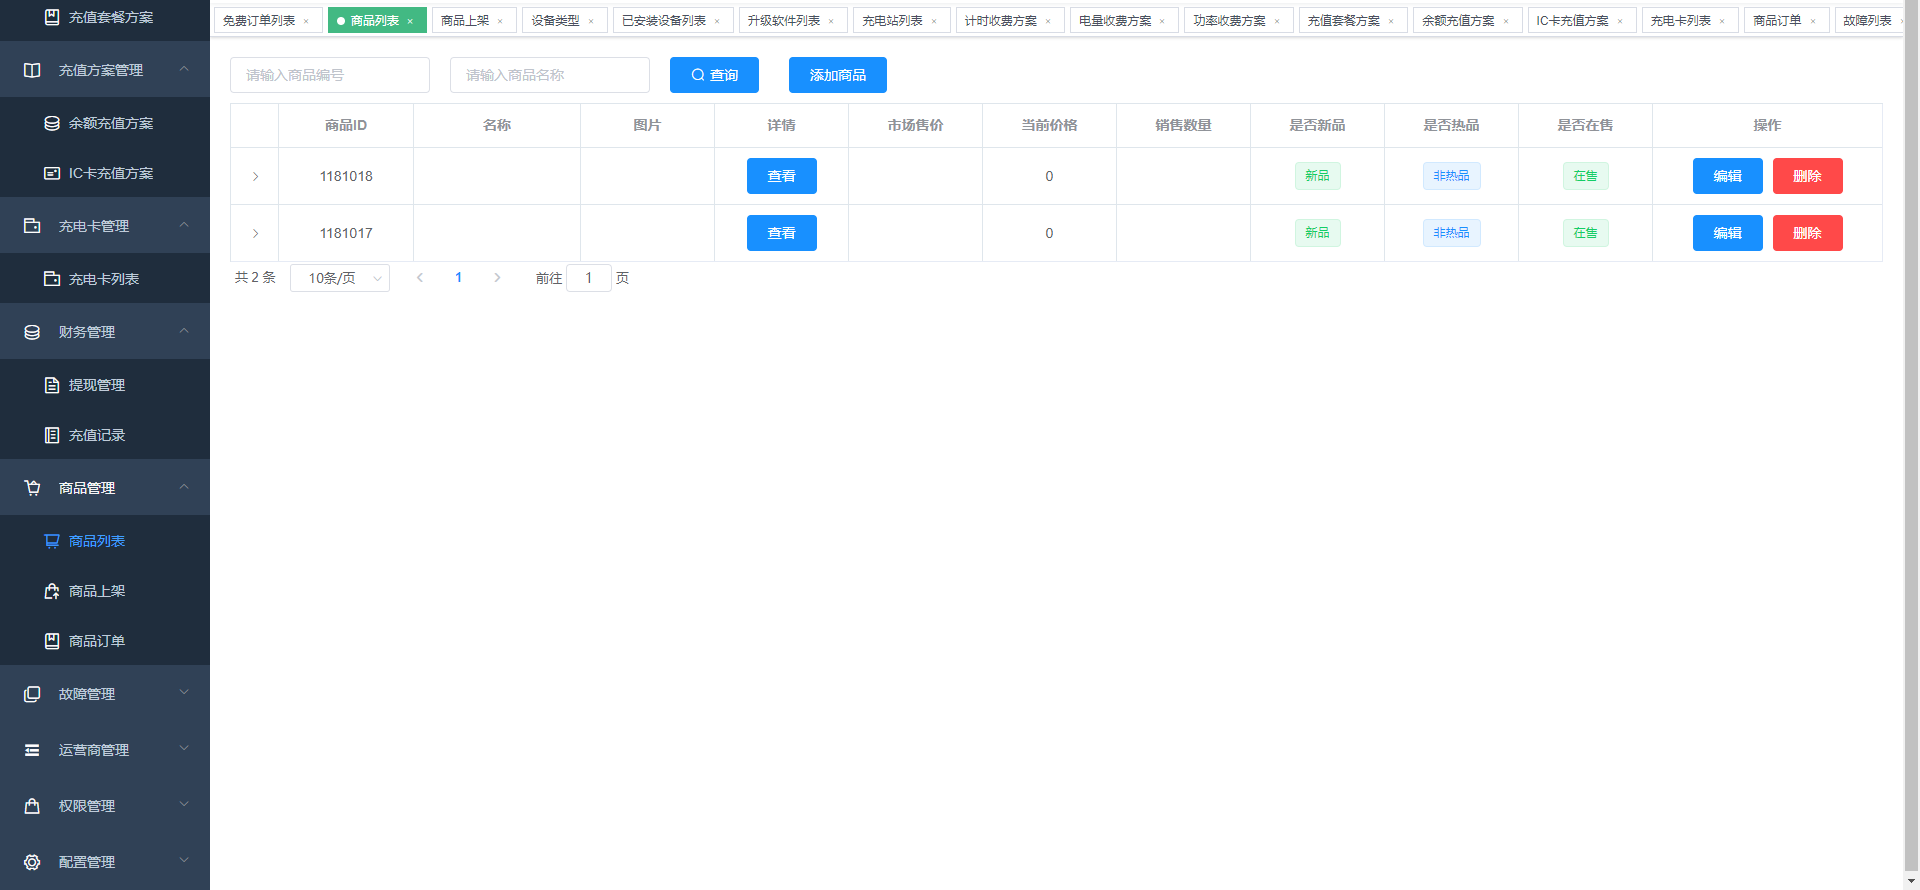 充值套餐方案
充值方案管理
余额充值方案
IC卡充值方案
充电卡管理
充电卡列表
财务管理
提现管理
充值记录
商品管理
商品列表
商品上架
商品订单
故障管理
运营商管理
权限管理
配置管理
免费订单列表 × 商品列表 × 商品上架 × 设备类型 × 已安装设备列表 × 升级软件列表 × 充电站列表 × 计时收费方案 × 电量收费方案 × 功率收费方案 × 充值套餐方案 × 余额充值方案 × IC卡充值方案 × 充电卡列表 × 商品订单 × 故障列表
请输入商品编号 请输入商品名称 查询 添加商品
商品ID 名称 图片 详情 市场售价 当前价格 销售数量 是否新品 是否热品 是否在售 操作
1181018 查看 0 新品 非热品 在售 编辑 删除
1181017 查看 0 新品 非热品 在售 编辑 删除
共 2 条 10条/页 1 前往 1 页